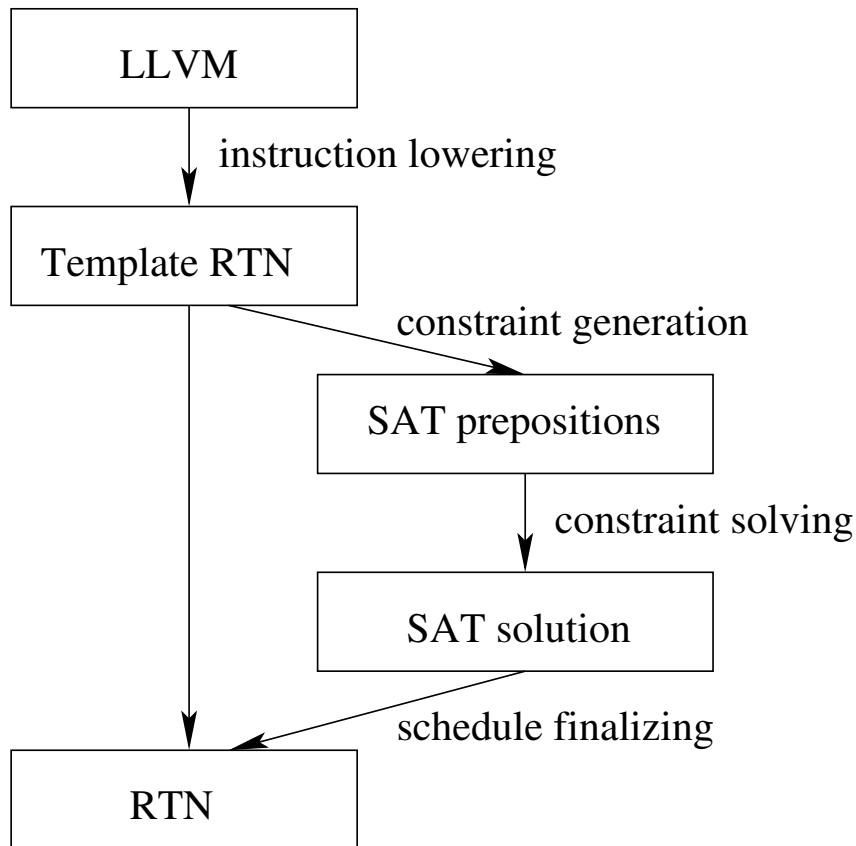 LLVM
instruction lowering
Template RTN
constraint generation
SAT prepositions
constraint solving
SAT solution
schedule finalizing
RTN